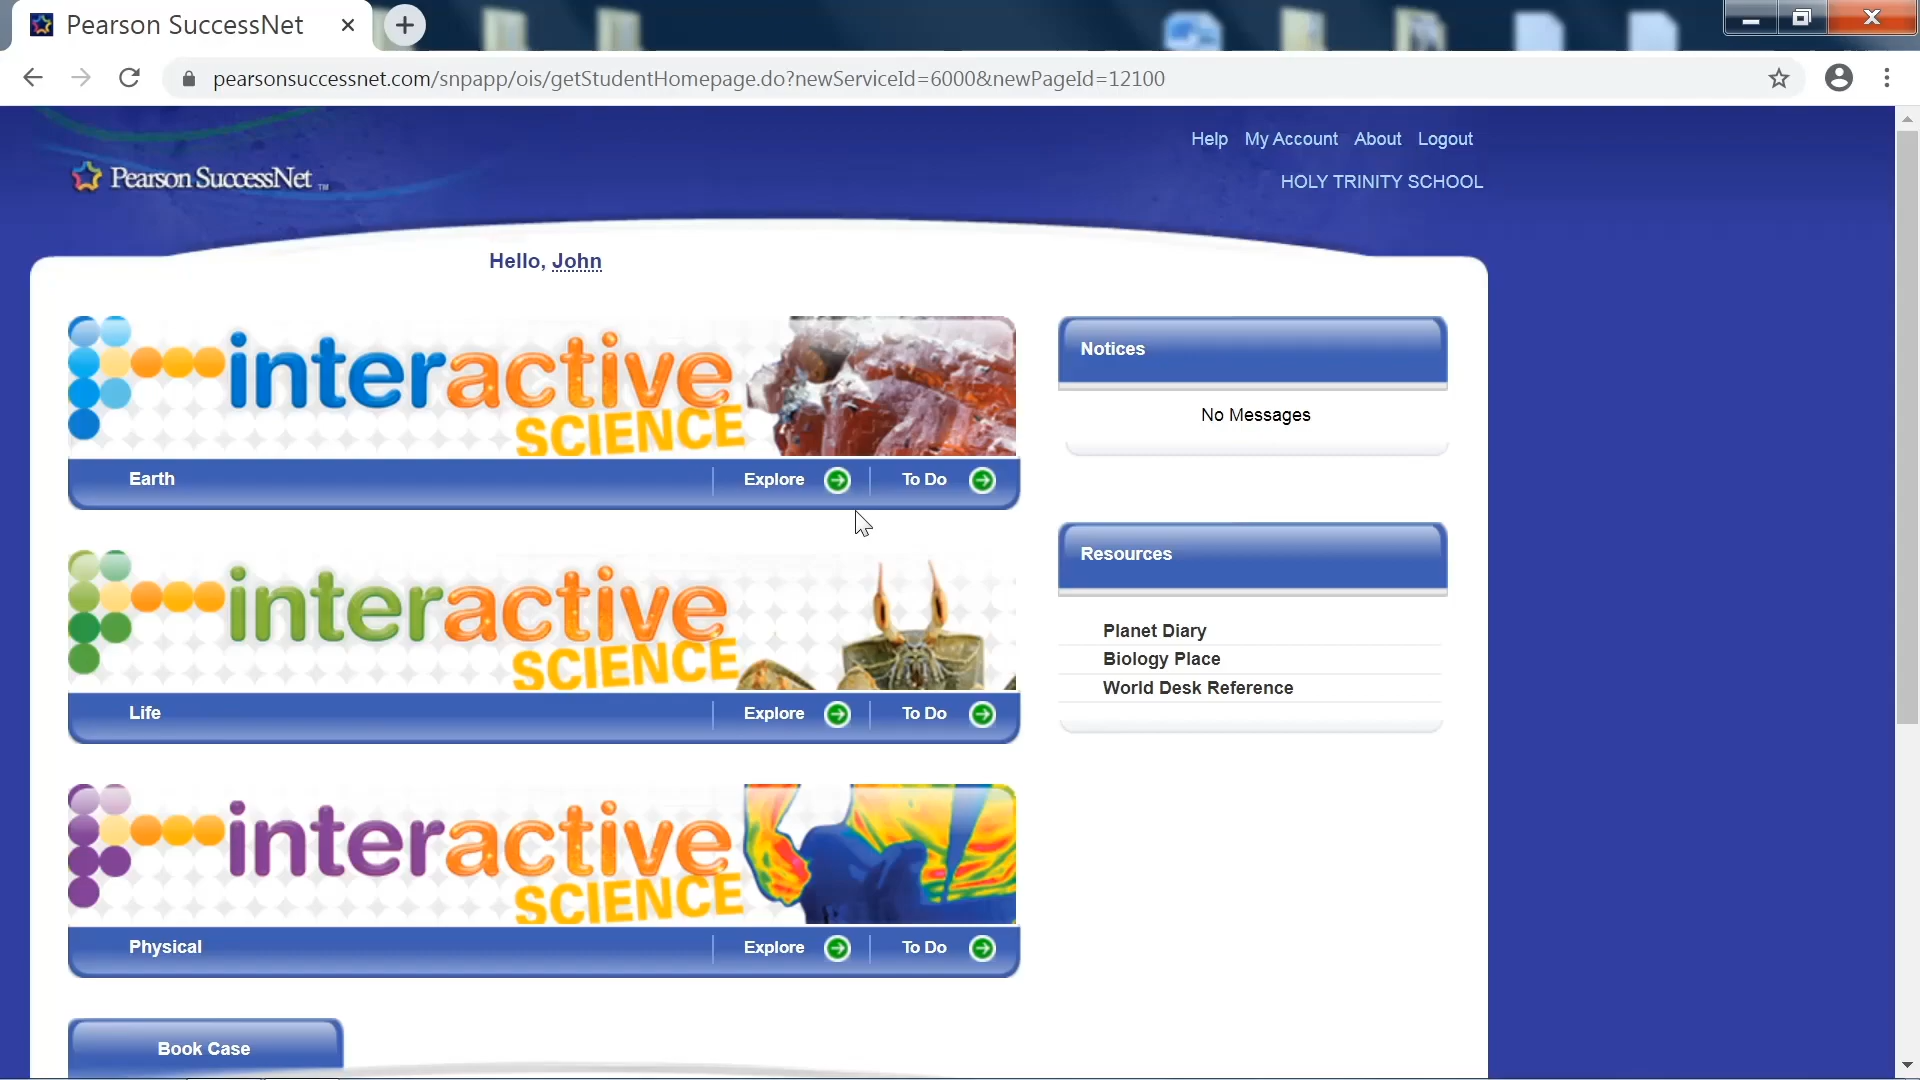 Pearson SuccessNet
pearsonsuccessnet.com/snpapp/ois/getStudentHomepage.do?newServiceId=6000&newPageId=12100
Help My Account About Logout
Pearson SuccessNet ™
HOLY TRINITY SCHOOL
Hello, John
interactive
SCIENCE
Earth Explore To Do
interactive
SCIENCE
Life Explore To Do
interactive
SCIENCE
Physical Explore To Do
Book Case
Notices
No Messages
Resources
Planet Diary
Biology Place
World Desk Reference